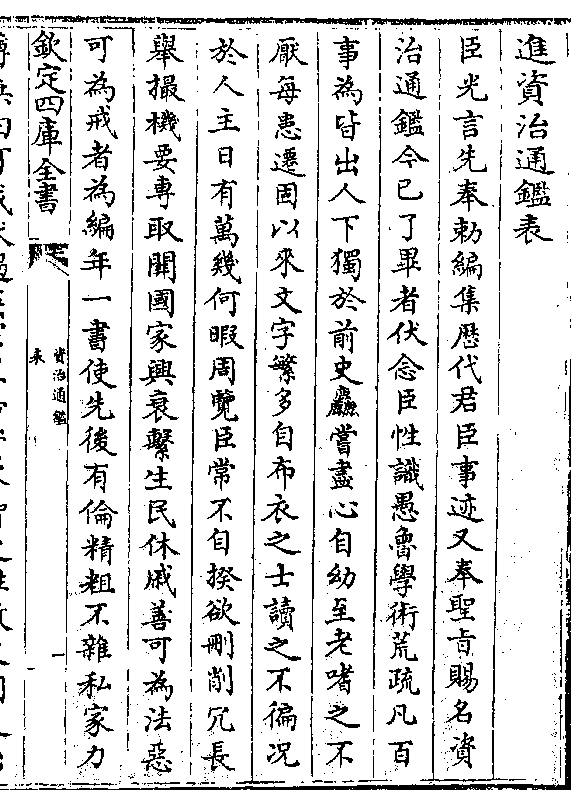 進資治通鑑表
臣光言先奉勅編集歷代君臣事迹又奉聖旨賜名資
治通鑑今已了畢者伏念臣性識愚魯學術荒疏凡百
事為皆出人下獨於前史麤嘗盡心自幼至老嗜之不
厭每患遷固以來文字繁多自布衣之士讀之不徧况
於人主日有萬幾何暇周覽臣常不自揆欲刪削冗長
舉撮機要専取闗國家興衰繫生民休戚善可為法惡
可為戒者為編年一書使先後有倫精粗不雜私家力
欽定四庫全書
資治通鑑
表
一